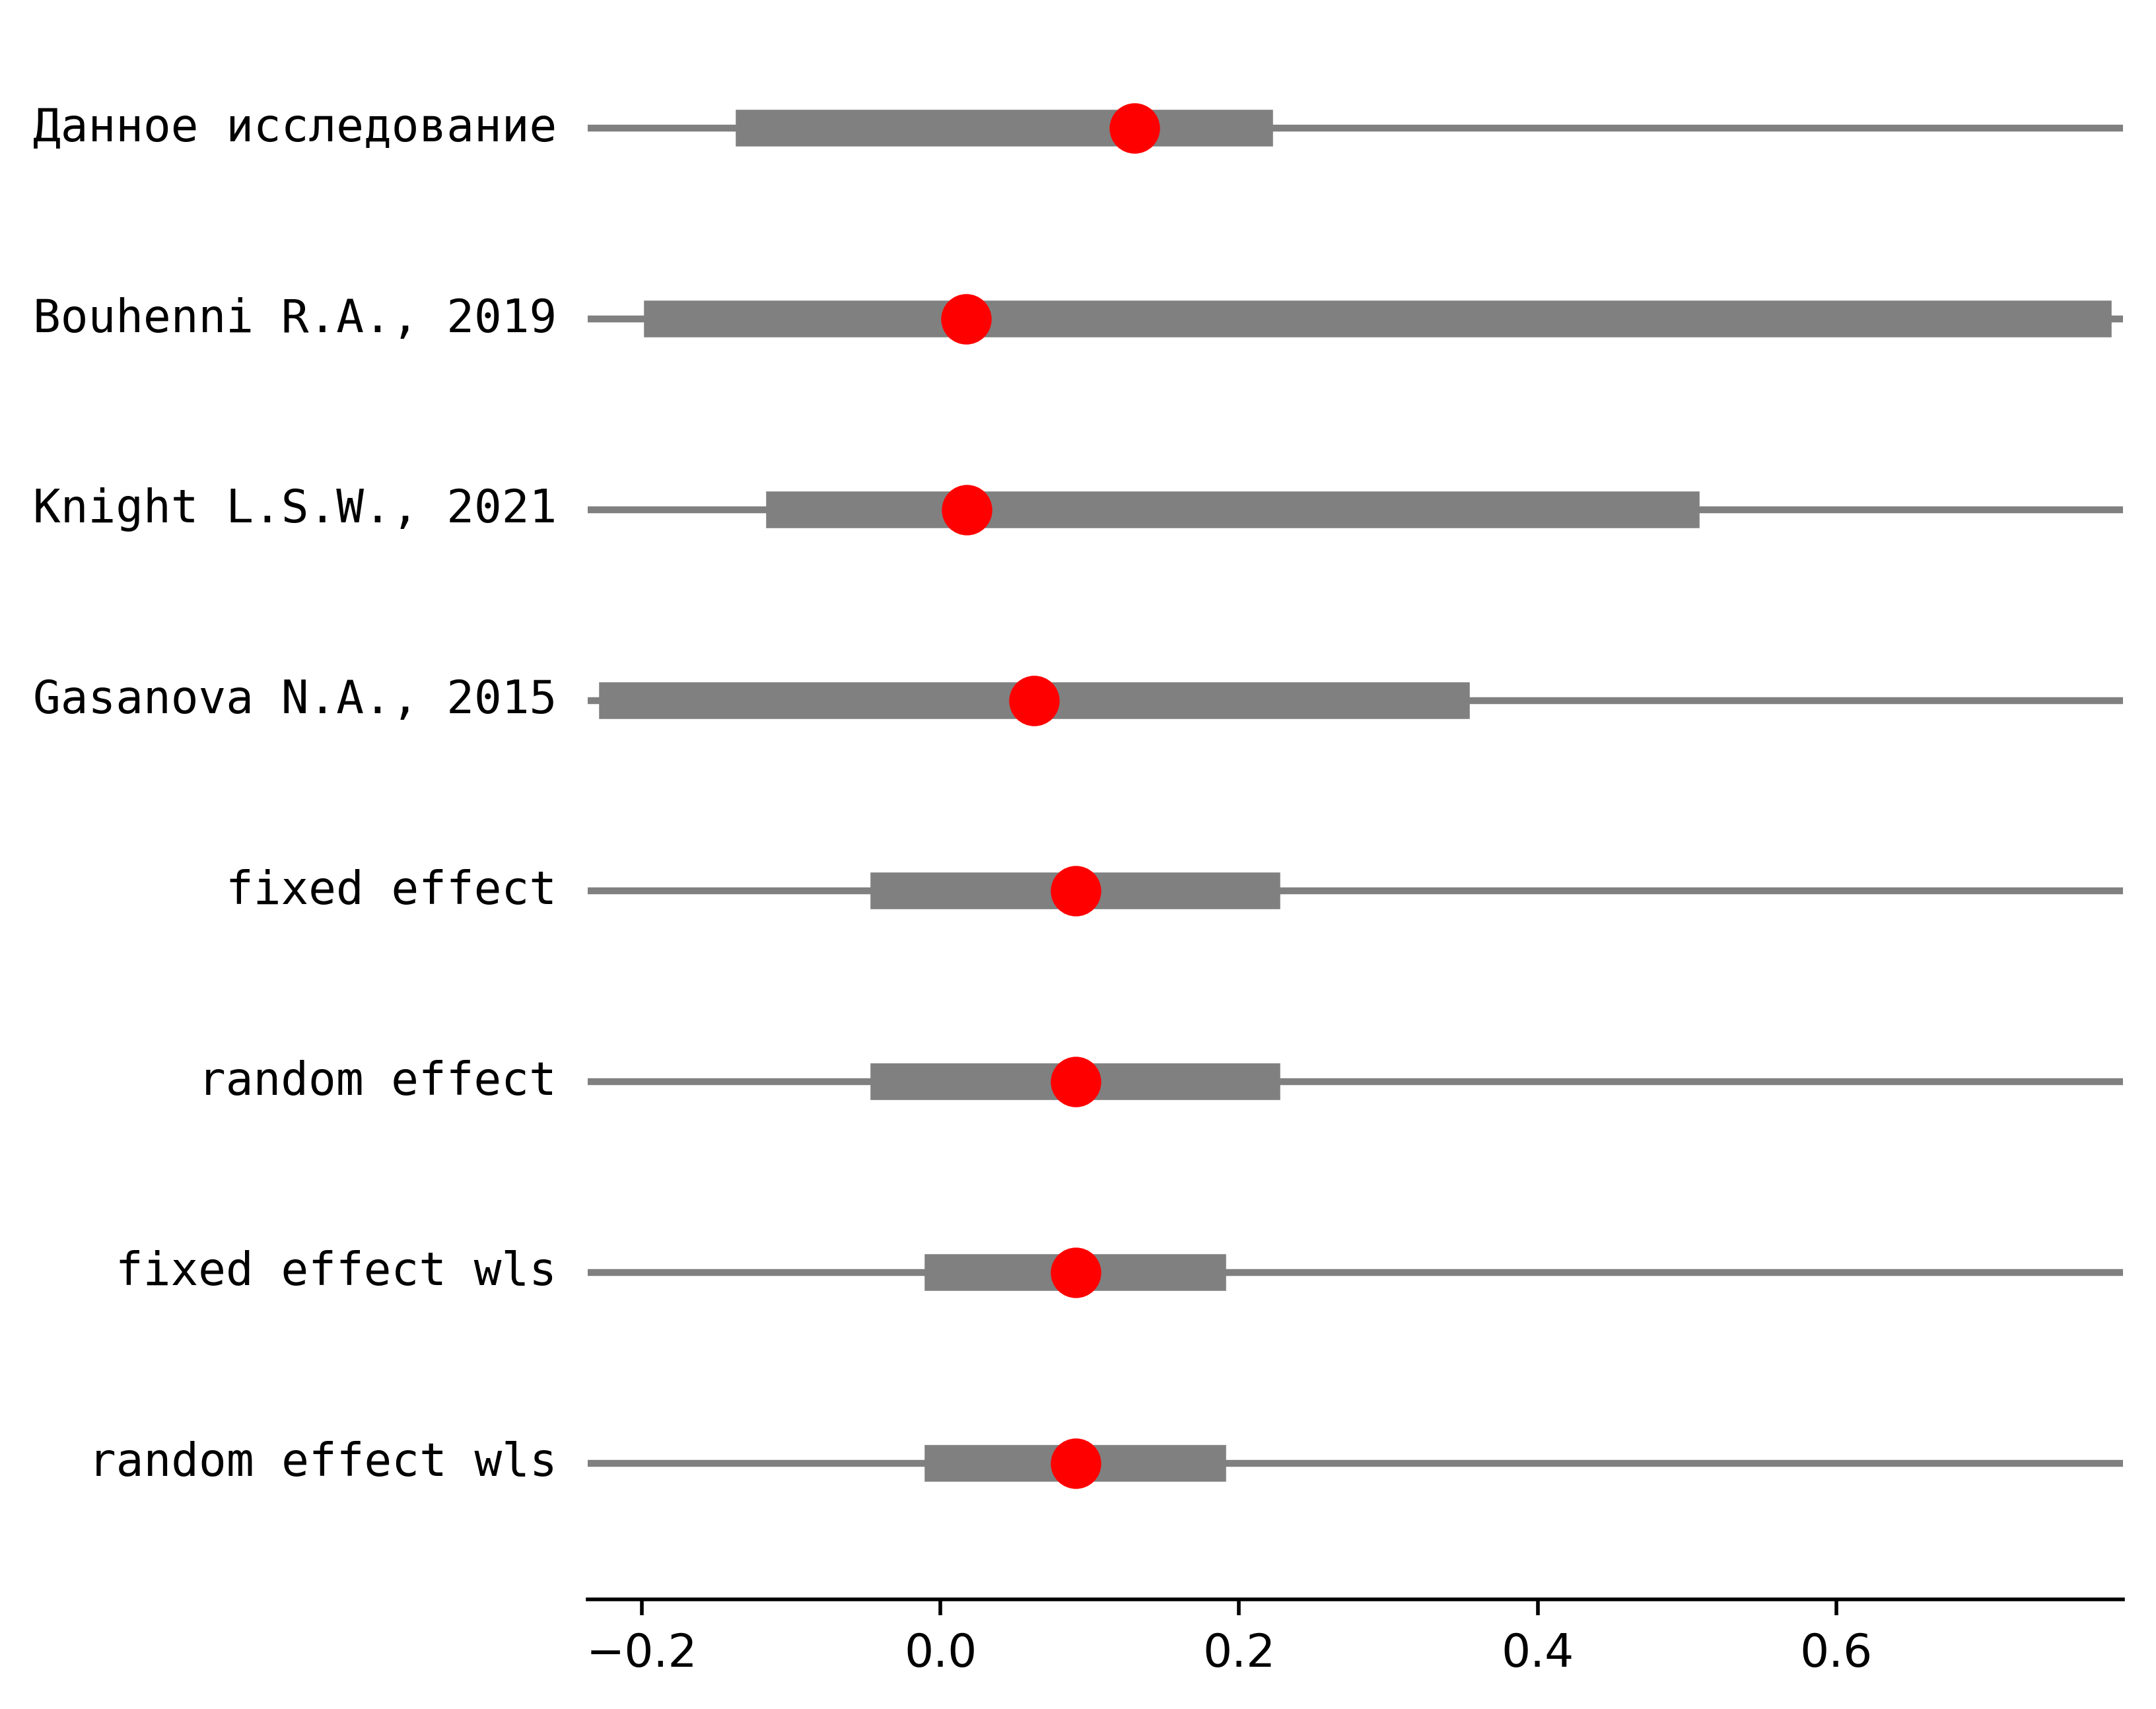 Данное исследование
Bouhenni R.A., 2019
Knight L.S.W., 2021
Gasanova N.A., 2015
fixed effect
random effect
fixed effect wls
random effect wls
−0.2 0.0 0.2 0.4 0.6